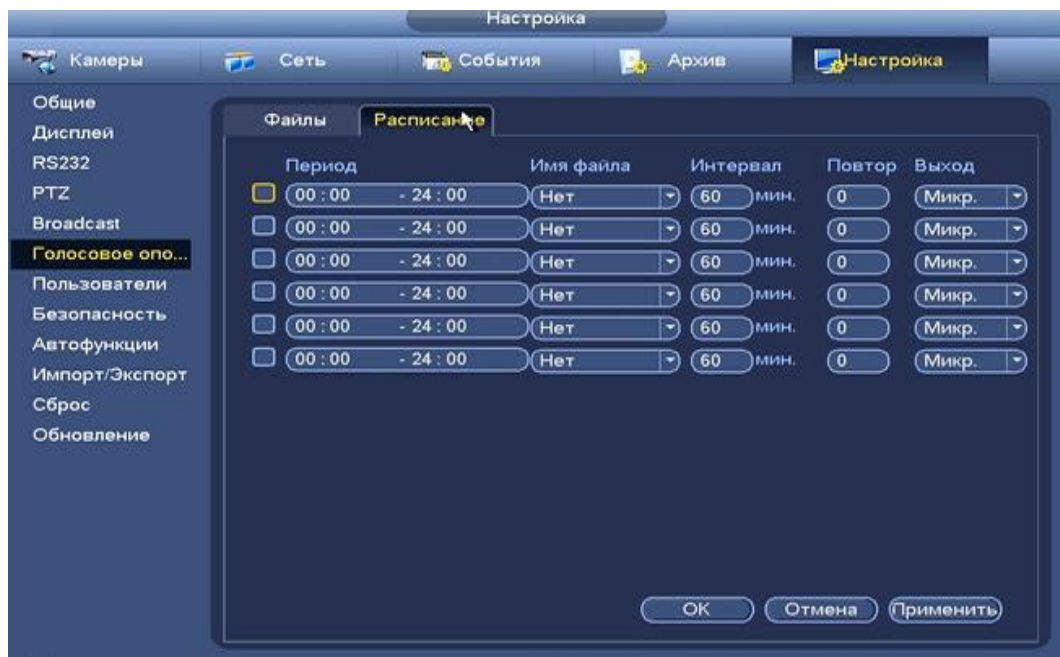 Настройка
Камеры Сеть События Архив Настройка
Общие
Дисплей
RS232
PTZ
Broadcast
Голосовое опо...
Пользователи
Безопасность
Автофункции
Импорт/Экспорт
Сброс
Обновление
Файлы Расписание
Период Имя файла Интервал Повтор Выход
00 : 00 - 24 : 00 Нет 60 мин. 0 Микр.
00 : 00 - 24 : 00 Нет 60 мин. 0 Микр.
00 : 00 - 24 : 00 Нет 60 мин. 0 Микр.
00 : 00 - 24 : 00 Нет 60 мин. 0 Микр.
00 : 00 - 24 : 00 Нет 60 мин. 0 Микр.
00 : 00 - 24 : 00 Нет 60 мин. 0 Микр.
OK Отмена Применить